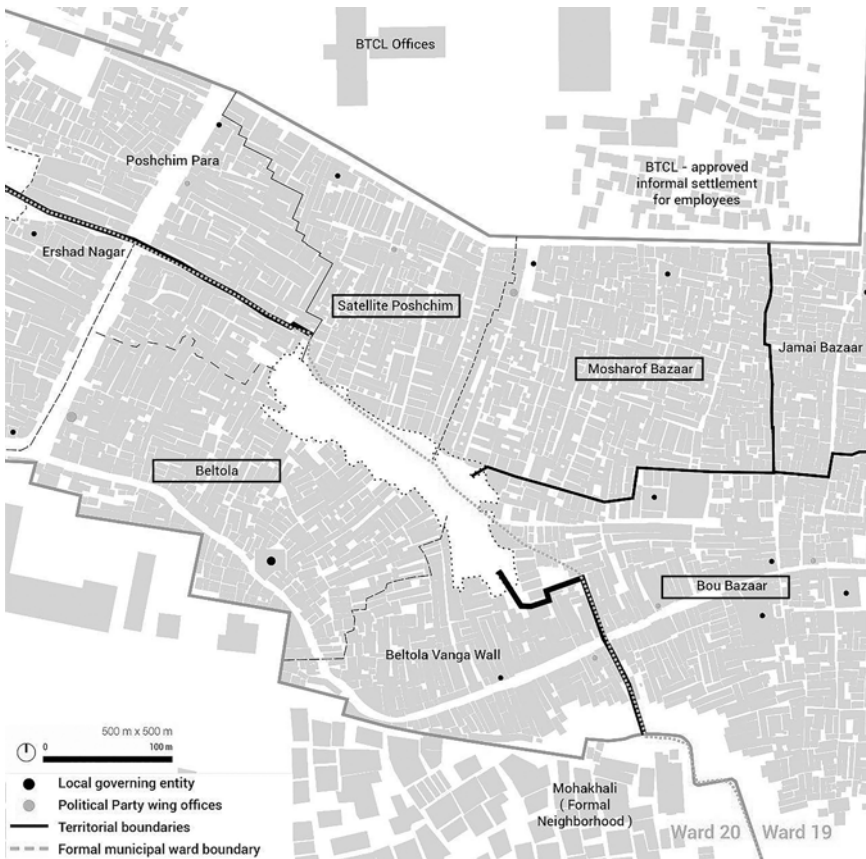 BTCL Offices
Poshchim Para
BTCL - approved
informal settlement
for employees
Ershad Nagar
Satellite Poshchim
Jamai Bazaar
Mosharof Bazaar
Beltola
Bou Bazaar
Beltola Vanga Wall
500 m x 500 m
0 100 m
Mohakhali
( Formal
Neighborhood )
Ward 20 Ward 19
Local governing entity
Political Party wing offices
Territorial boundaries
Formal municipal ward boundary